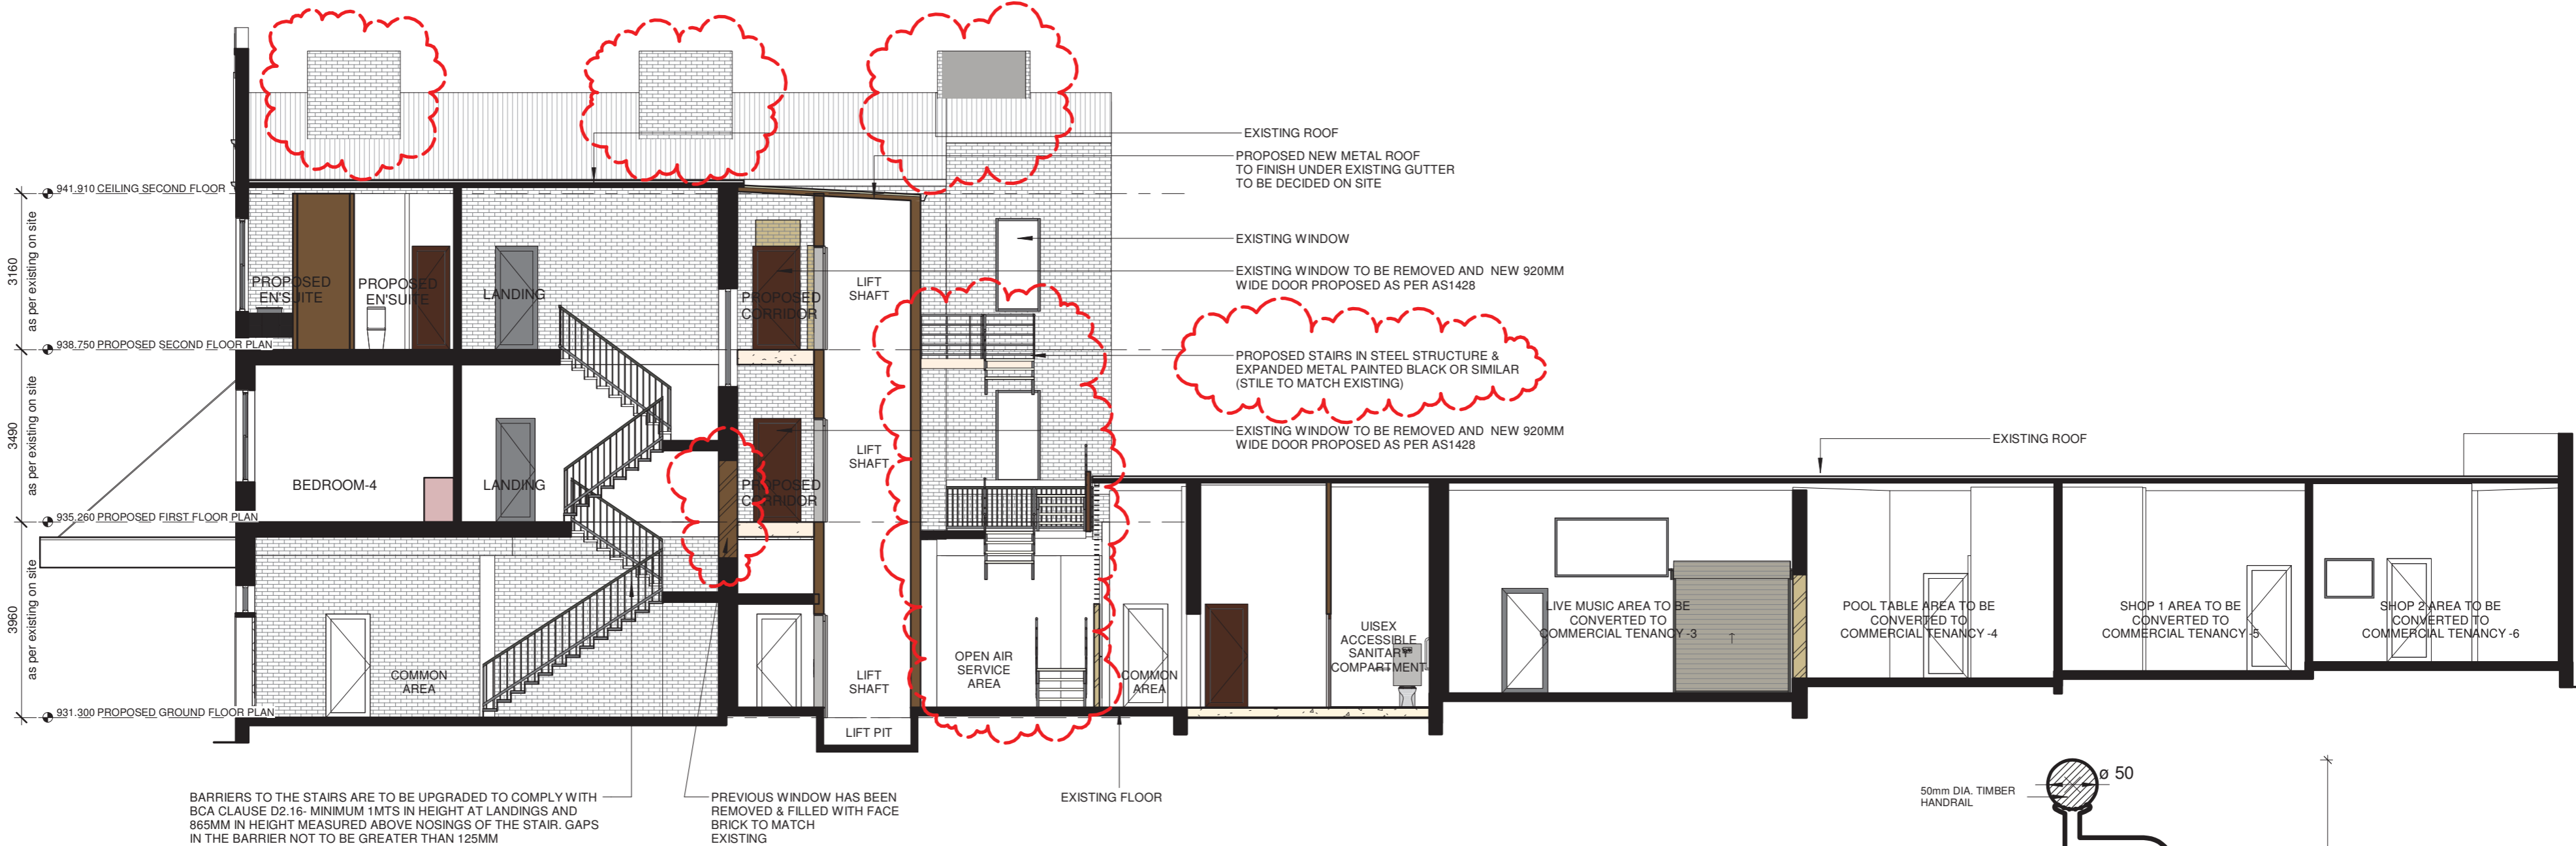 EXISTING ROOF
PROPOSED NEW METAL ROOF
TO FINISH UNDER EXISTING GUTTER
TO BE DECIDED ON SITE
941.910 CEILING SECOND FLOOR
3160
as per existing on site
PROPOSED
EN'SUITE
PROPOSED
EN'SUITE
LANDING
PROPOSED
CORRIDOR
LIFT
SHAFT
EXISTING WINDOW
EXISTING WINDOW TO BE REMOVED AND NEW 920MM
WIDE DOOR PROPOSED AS PER AS1428
938.750 PROPOSED SECOND FLOOR PLAN
PROPOSED STAIRS IN STEEL STRUCTURE &
EXPANDED METAL PAINTED BLACK OR SIMILAR
(STILE TO MATCH EXISTING)
EXISTING WINDOW TO BE REMOVED AND NEW 920MM
WIDE DOOR PROPOSED AS PER AS1428
EXISTING ROOF
3490
as per existing on site
BEDROOM-4
LANDING
PROPOSED
CORRIDOR
LIFT
SHAFT
935.260 PROPOSED FIRST FLOOR PLAN
3960
as per existing on site
COMMON
AREA
LIFT
SHAFT
OPEN AIR
SERVICE
AREA
COMMON
AREA
UISEX
ACCESSIBLE
SANITARY
COMPARTMENT
LIVE MUSIC AREA TO BE
CONVERTED TO
COMMERCIAL TENANCY -3
POOL TABLE AREA TO BE
CONVERTED TO
COMMERCIAL TENANCY -4
SHOP 1 AREA TO BE
CONVERTED TO
COMMERCIAL TENANCY -5
SHOP 2 AREA TO BE
CONVERTED TO
COMMERCIAL TENANCY -6
931.300 PROPOSED GROUND FLOOR PLAN
LIFT PIT
BARRIERS TO THE STAIRS ARE TO BE UPGRADED TO COMPLY WITH
BCA CLAUSE D2.16- MINIMUM 1MTS IN HEIGHT AT LANDINGS AND
865MM IN HEIGHT MEASURED ABOVE NOSINGS OF THE STAIR. GAPS
IN THE BARRIER NOT TO BE GREATER THAN 125MM
PREVIOUS WINDOW HAS BEEN
REMOVED & FILLED WITH FACE
BRICK TO MATCH
EXISTING
EXISTING FLOOR
ø 50
50mm DIA. TIMBER
HANDRAIL